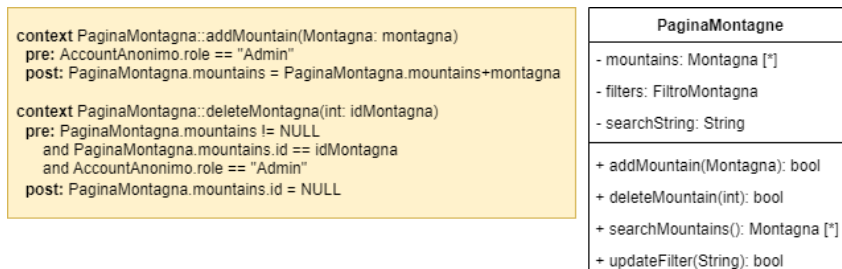 context PaginaMontagne::addMountain(Montagna: montagna)
pre: AccountAnonimo.role == "Admin"
post: PaginaMontagna.mountains = PaginaMontagna.mountains+montagna
context PaginaMontagne::deleteMontagna(int: idMontagna)
pre: PaginaMontagna.mountains != NULL
and PaginaMontagna.mountains.id == idMontagna
and AccountAnonimo.role == "Admin"
post: PaginaMontagna.mountains.id = NULL
PaginaMontagne
- mountains: Montagna [*]
- filters: FiltroMontagna
- searchString: String
+ addMountain(Montagna): bool
+ deleteMountain(int): bool
+ searchMountains(): Montagna [*]
+ updateFilter(String): bool